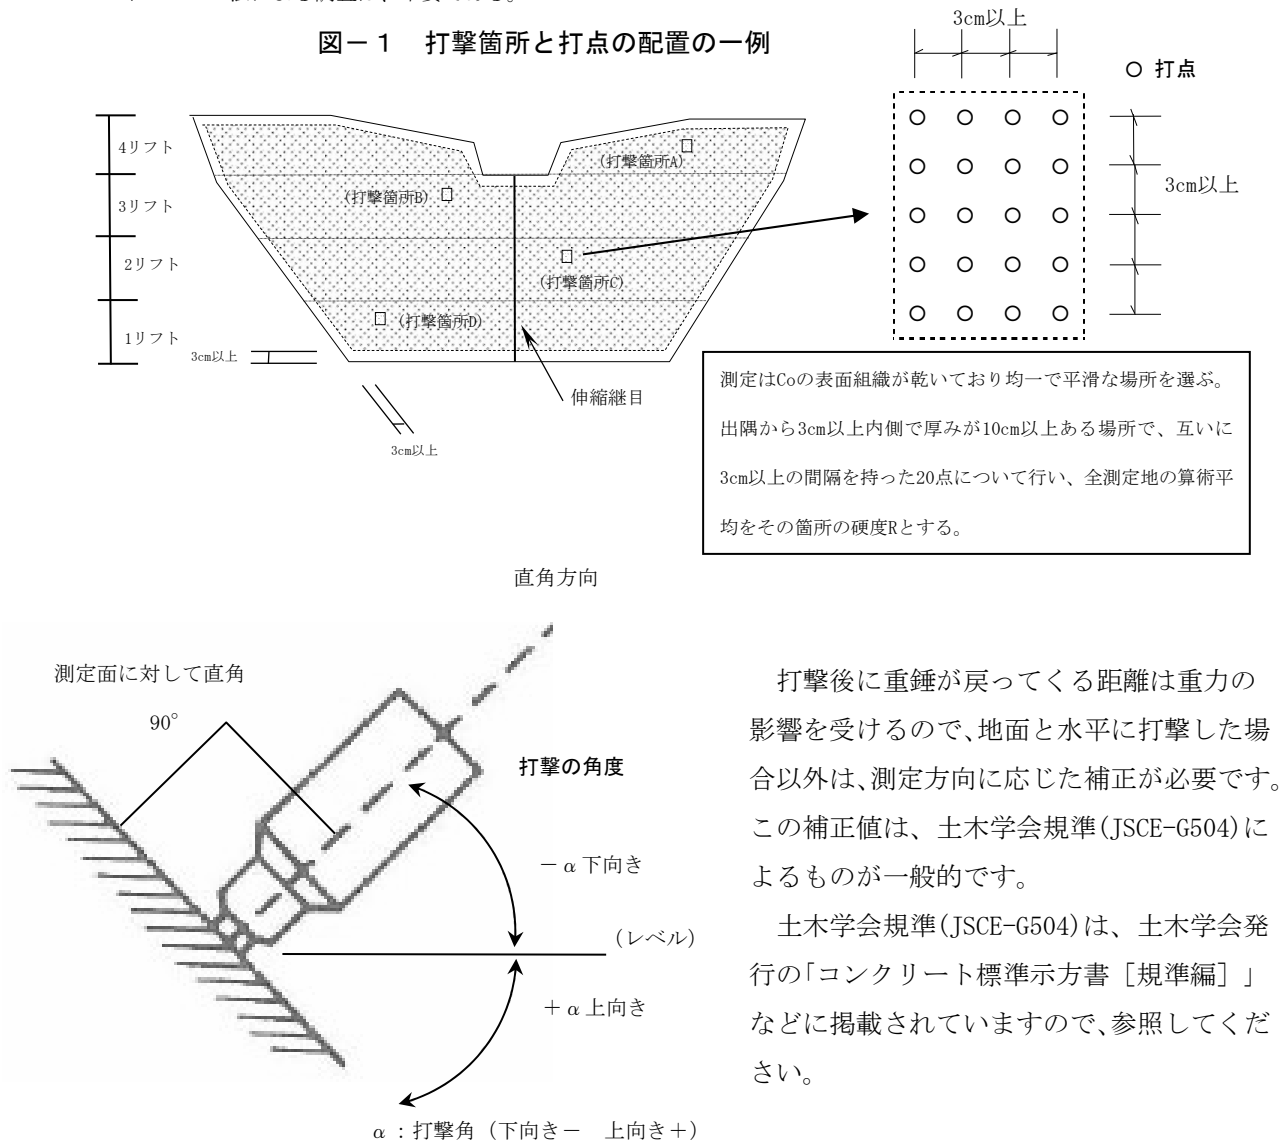 図－１　打撃箇所と打点の配置の一例
3cm以上
○ 打点
4リフト
3リフト
2リフト
1リフト
(打撃箇所A)
(打撃箇所B)
(打撃箇所C)
(打撃箇所D)
3cm以上
3cm以上
3cm以上
伸縮継目
測定はCoの表面組織が乾いており均一で平滑な場所を選ぶ。
出隅から3cm以上内側で厚みが10cm以上ある場所で、互いに
3cm以上の間隔を持った20点について行い、全測定地の算術平
均をその箇所の硬度Rとする。
直角方向
測定面に対して直角
90°
打撃の角度
－α下向き
(レベル)
＋α上向き
α：打撃角（下向き－　上向き＋）
打撃後に重錘が戻ってくる距離は重力の
影響を受けるので、地面と水平に打撃した場
合以外は、測定方向に応じた補正が必要です。
この補正値は、土木学会規準(JSCE-G504)に
よるものが一般的です。
土木学会規準(JSCE-G504)は、土木学会発
行の「コンクリート標準示方書［規準編］」
などに掲載されていますので、参照してくだ
さい。